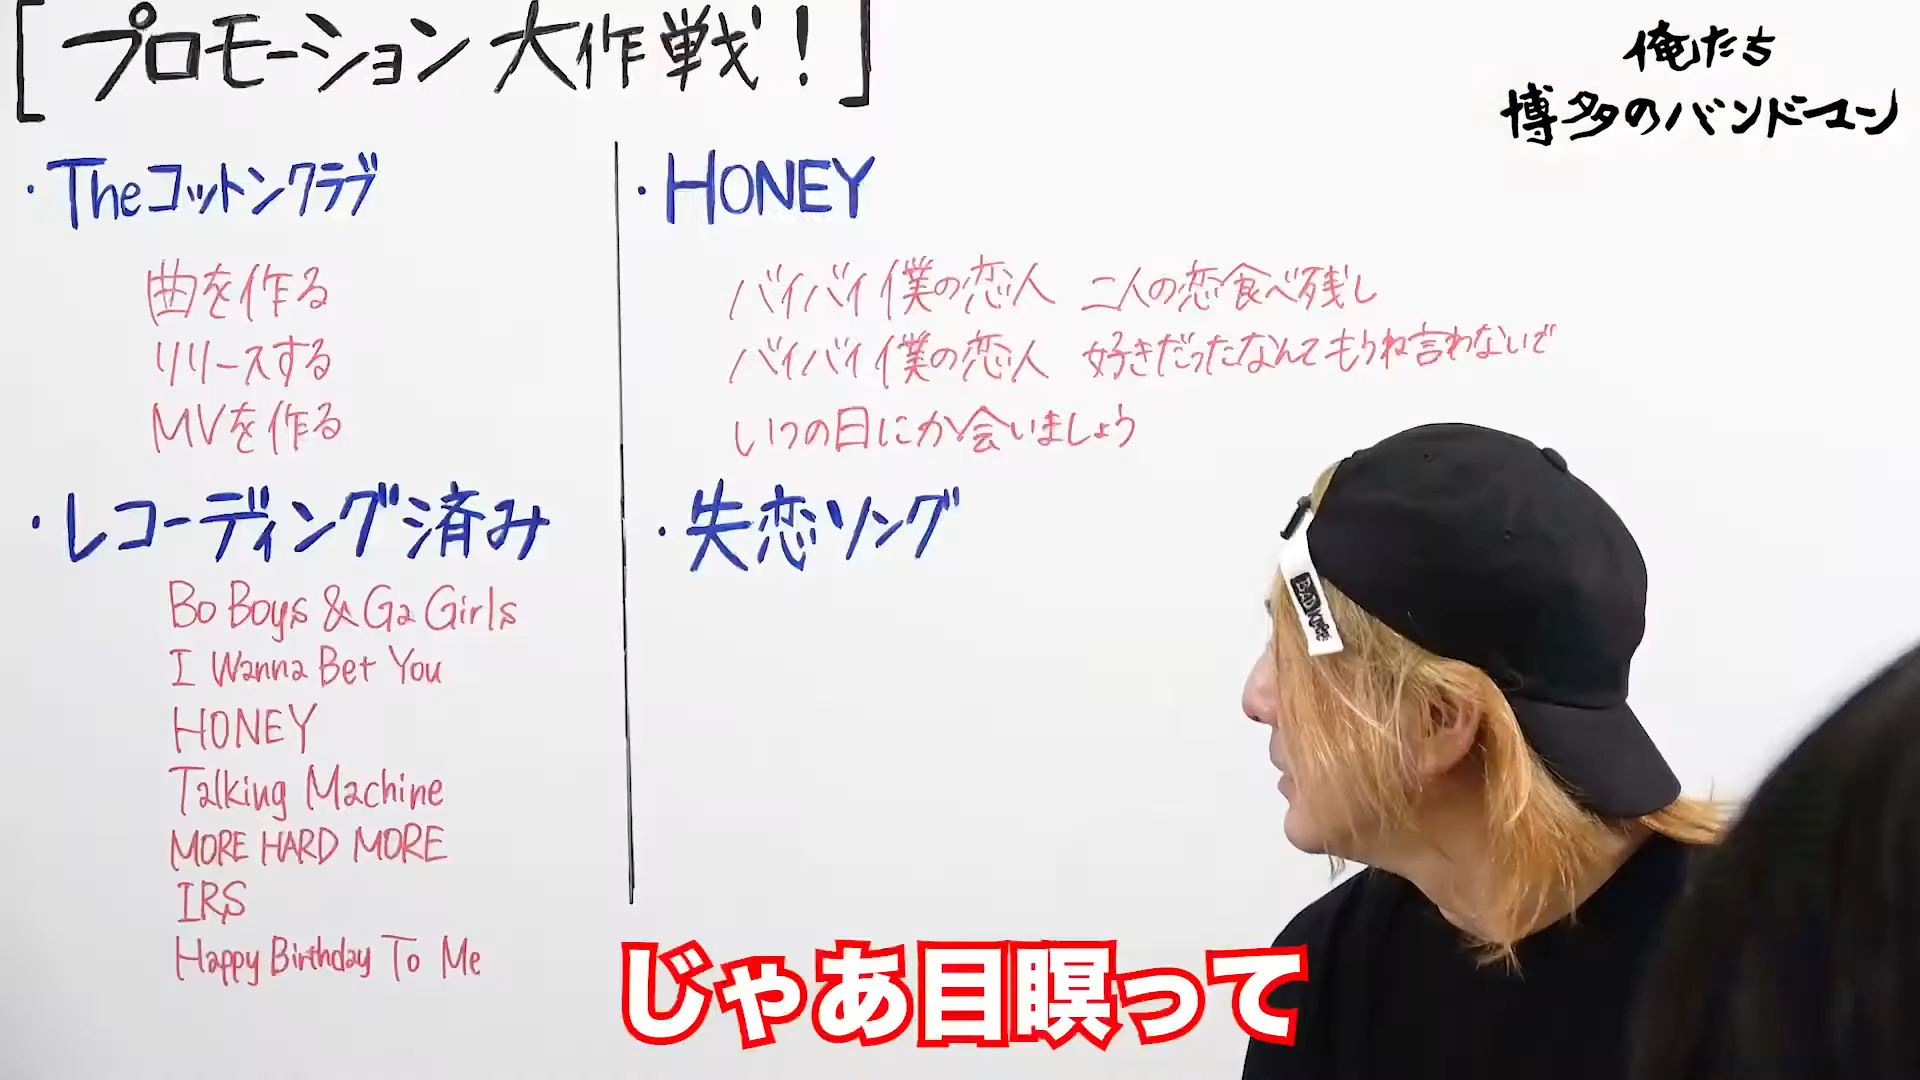 [プロモーション大作戦!]
俺たち
博多のバンドマン
・Theコットンクラブ
曲を作る
リリースする
MVを作る
・レコーディング済み
Bo Boys & Ga Girls
I Wanna Bet You
HONEY
Talking Machine
MORE HARD MORE
IRS
Happy Birthday To Me
・HONEY
バイバイ僕の恋人 二人の恋食べ残し
バイバイ僕の恋人 好きだったなんてもうね言わないで
いつの日にか会いましょう
・失恋ソング
じゃあ目瞑って